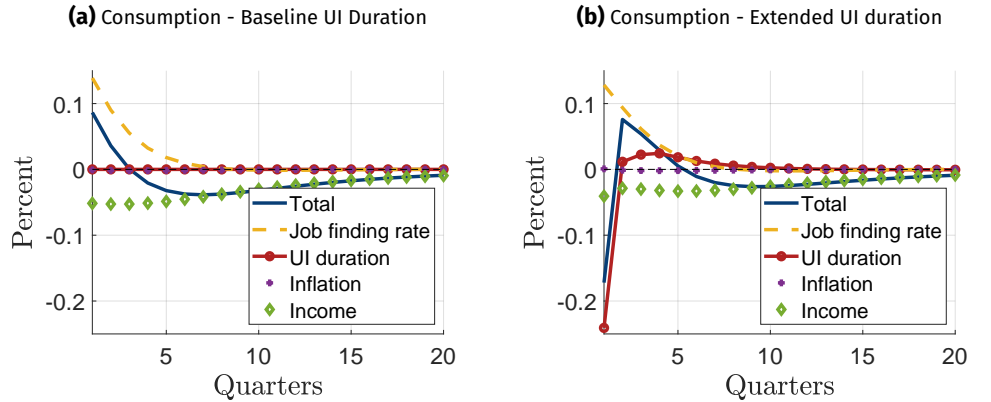 (a) Consumption - Baseline UI Duration
0.1
0
-0.1
-0.2
Percent
5
10
15
20
Quarters
Total
Job finding rate
UI duration
Inflation
Income
(b) Consumption - Extended UI duration
0.1
0
-0.1
-0.2
Percent
5
10
15
20
Quarters
Total
Job finding rate
UI duration
Inflation
Income